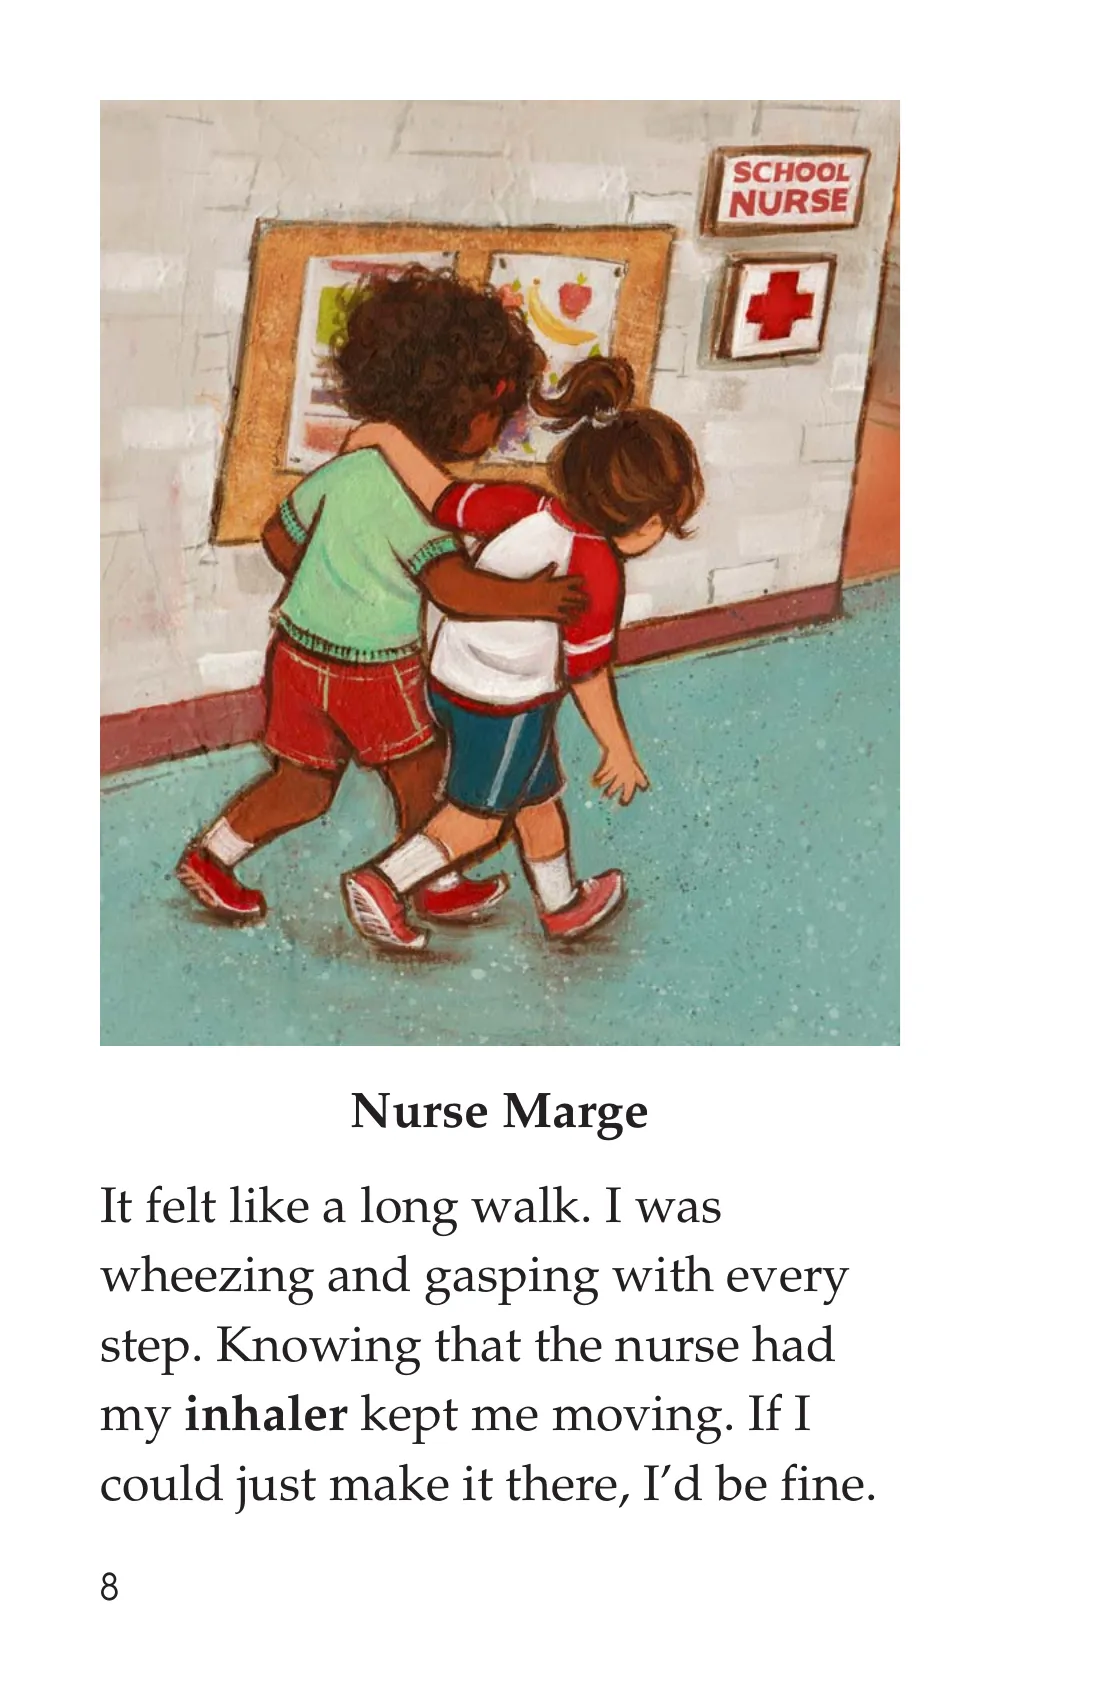 SCHOOL
NURSE
Nurse Marge
It felt like a long walk. I was
wheezing and gasping with every
step. Knowing that the nurse had
my inhaler kept me moving. If I
could just make it there, I’d be fine.
8